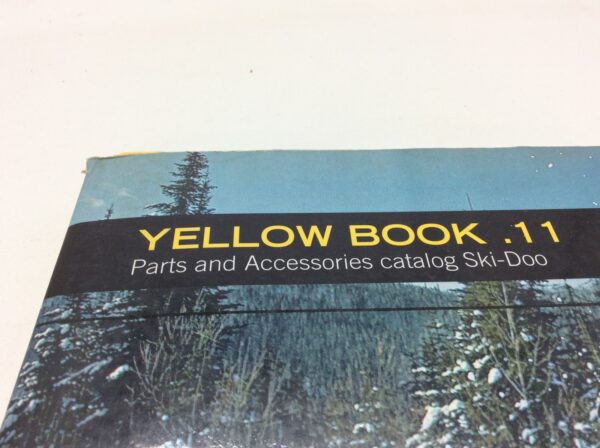 YELLOW BOOK .11
Parts and Accessories catalog Ski-Doo